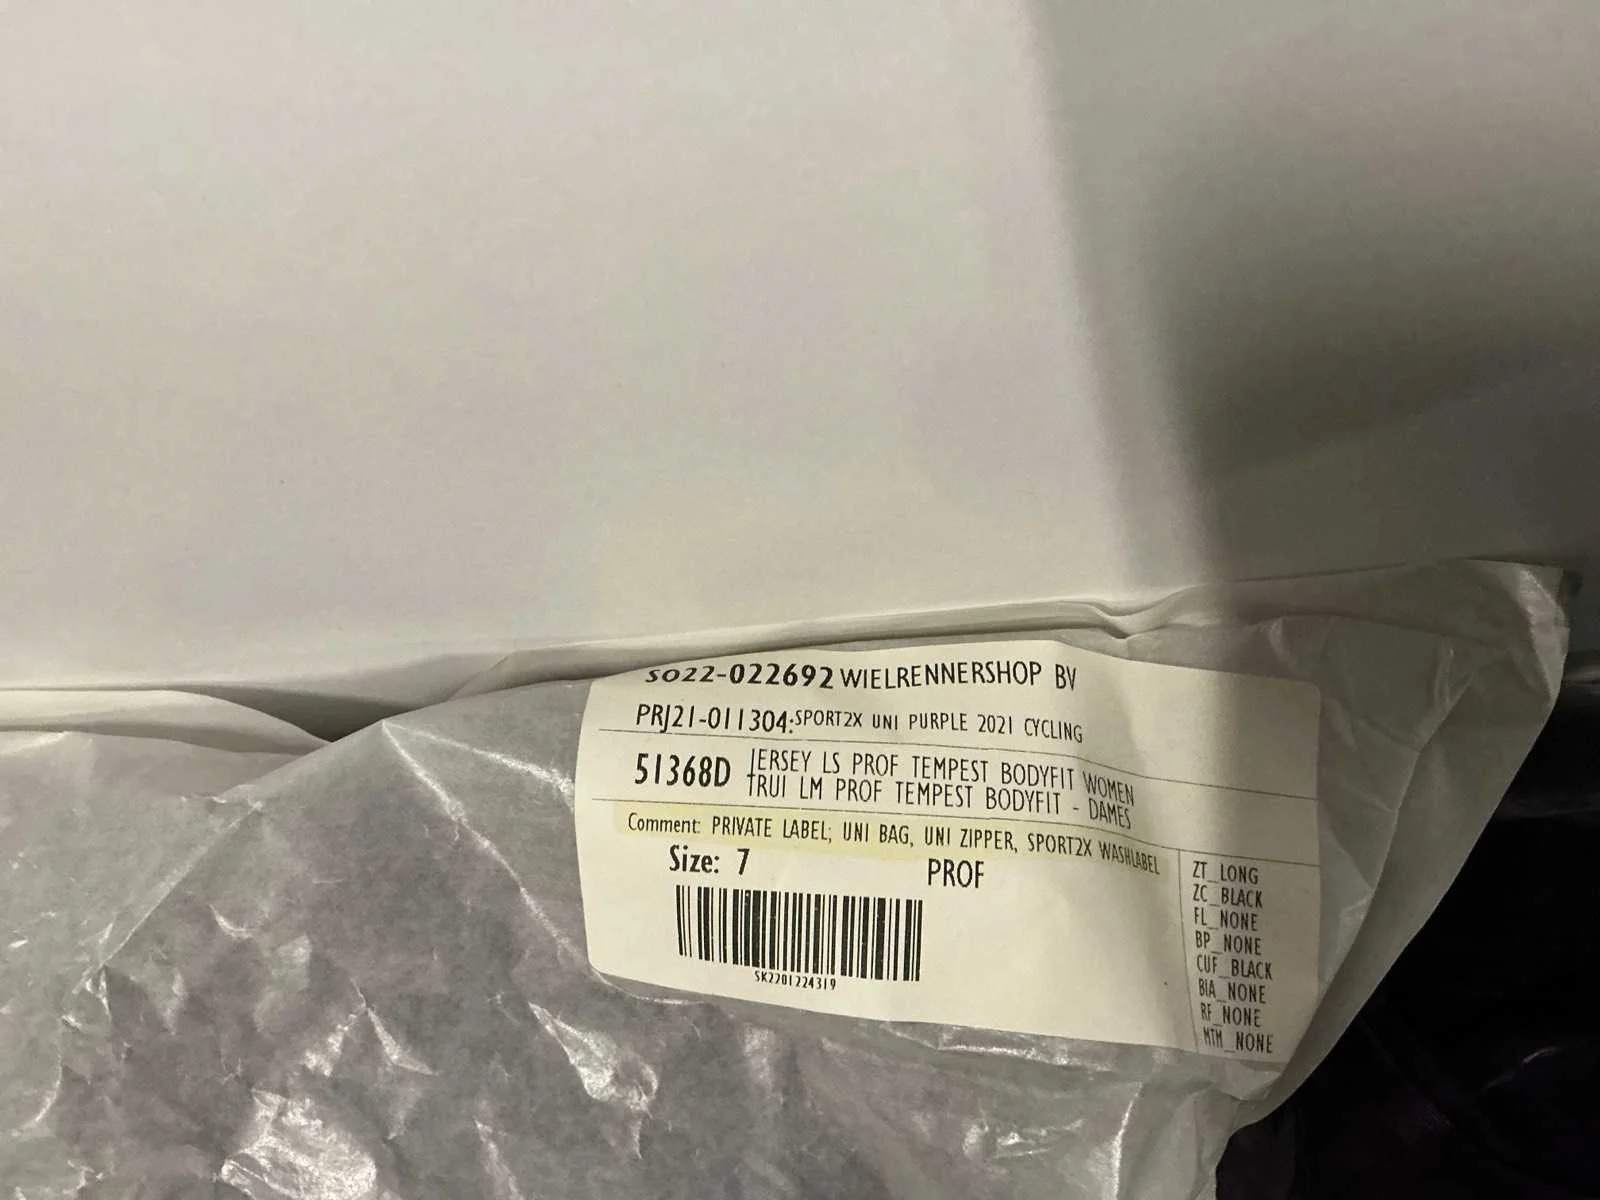 SO22-022692 WIELRENNERSHOP BV
PRJ21-011304:SPORT2X UNI PURPLE 2021 CYCLING
51368D JERSEY LS PROF TEMPEST BODYFIT WOMEN
TRUI LM PROF TEMPEST BODYFIT - DAMES
Comment: PRIVATE LABEL; UNI BAG, UNI ZIPPER, SPORT2X WASHLABEL
Size: 7 PROF
SK2201224319
ZT_LONG
ZC_BLACK
FL_NONE
BP_NONE
CUF_BLACK
BIA_NONE
RF_NONE
MTM_NONE